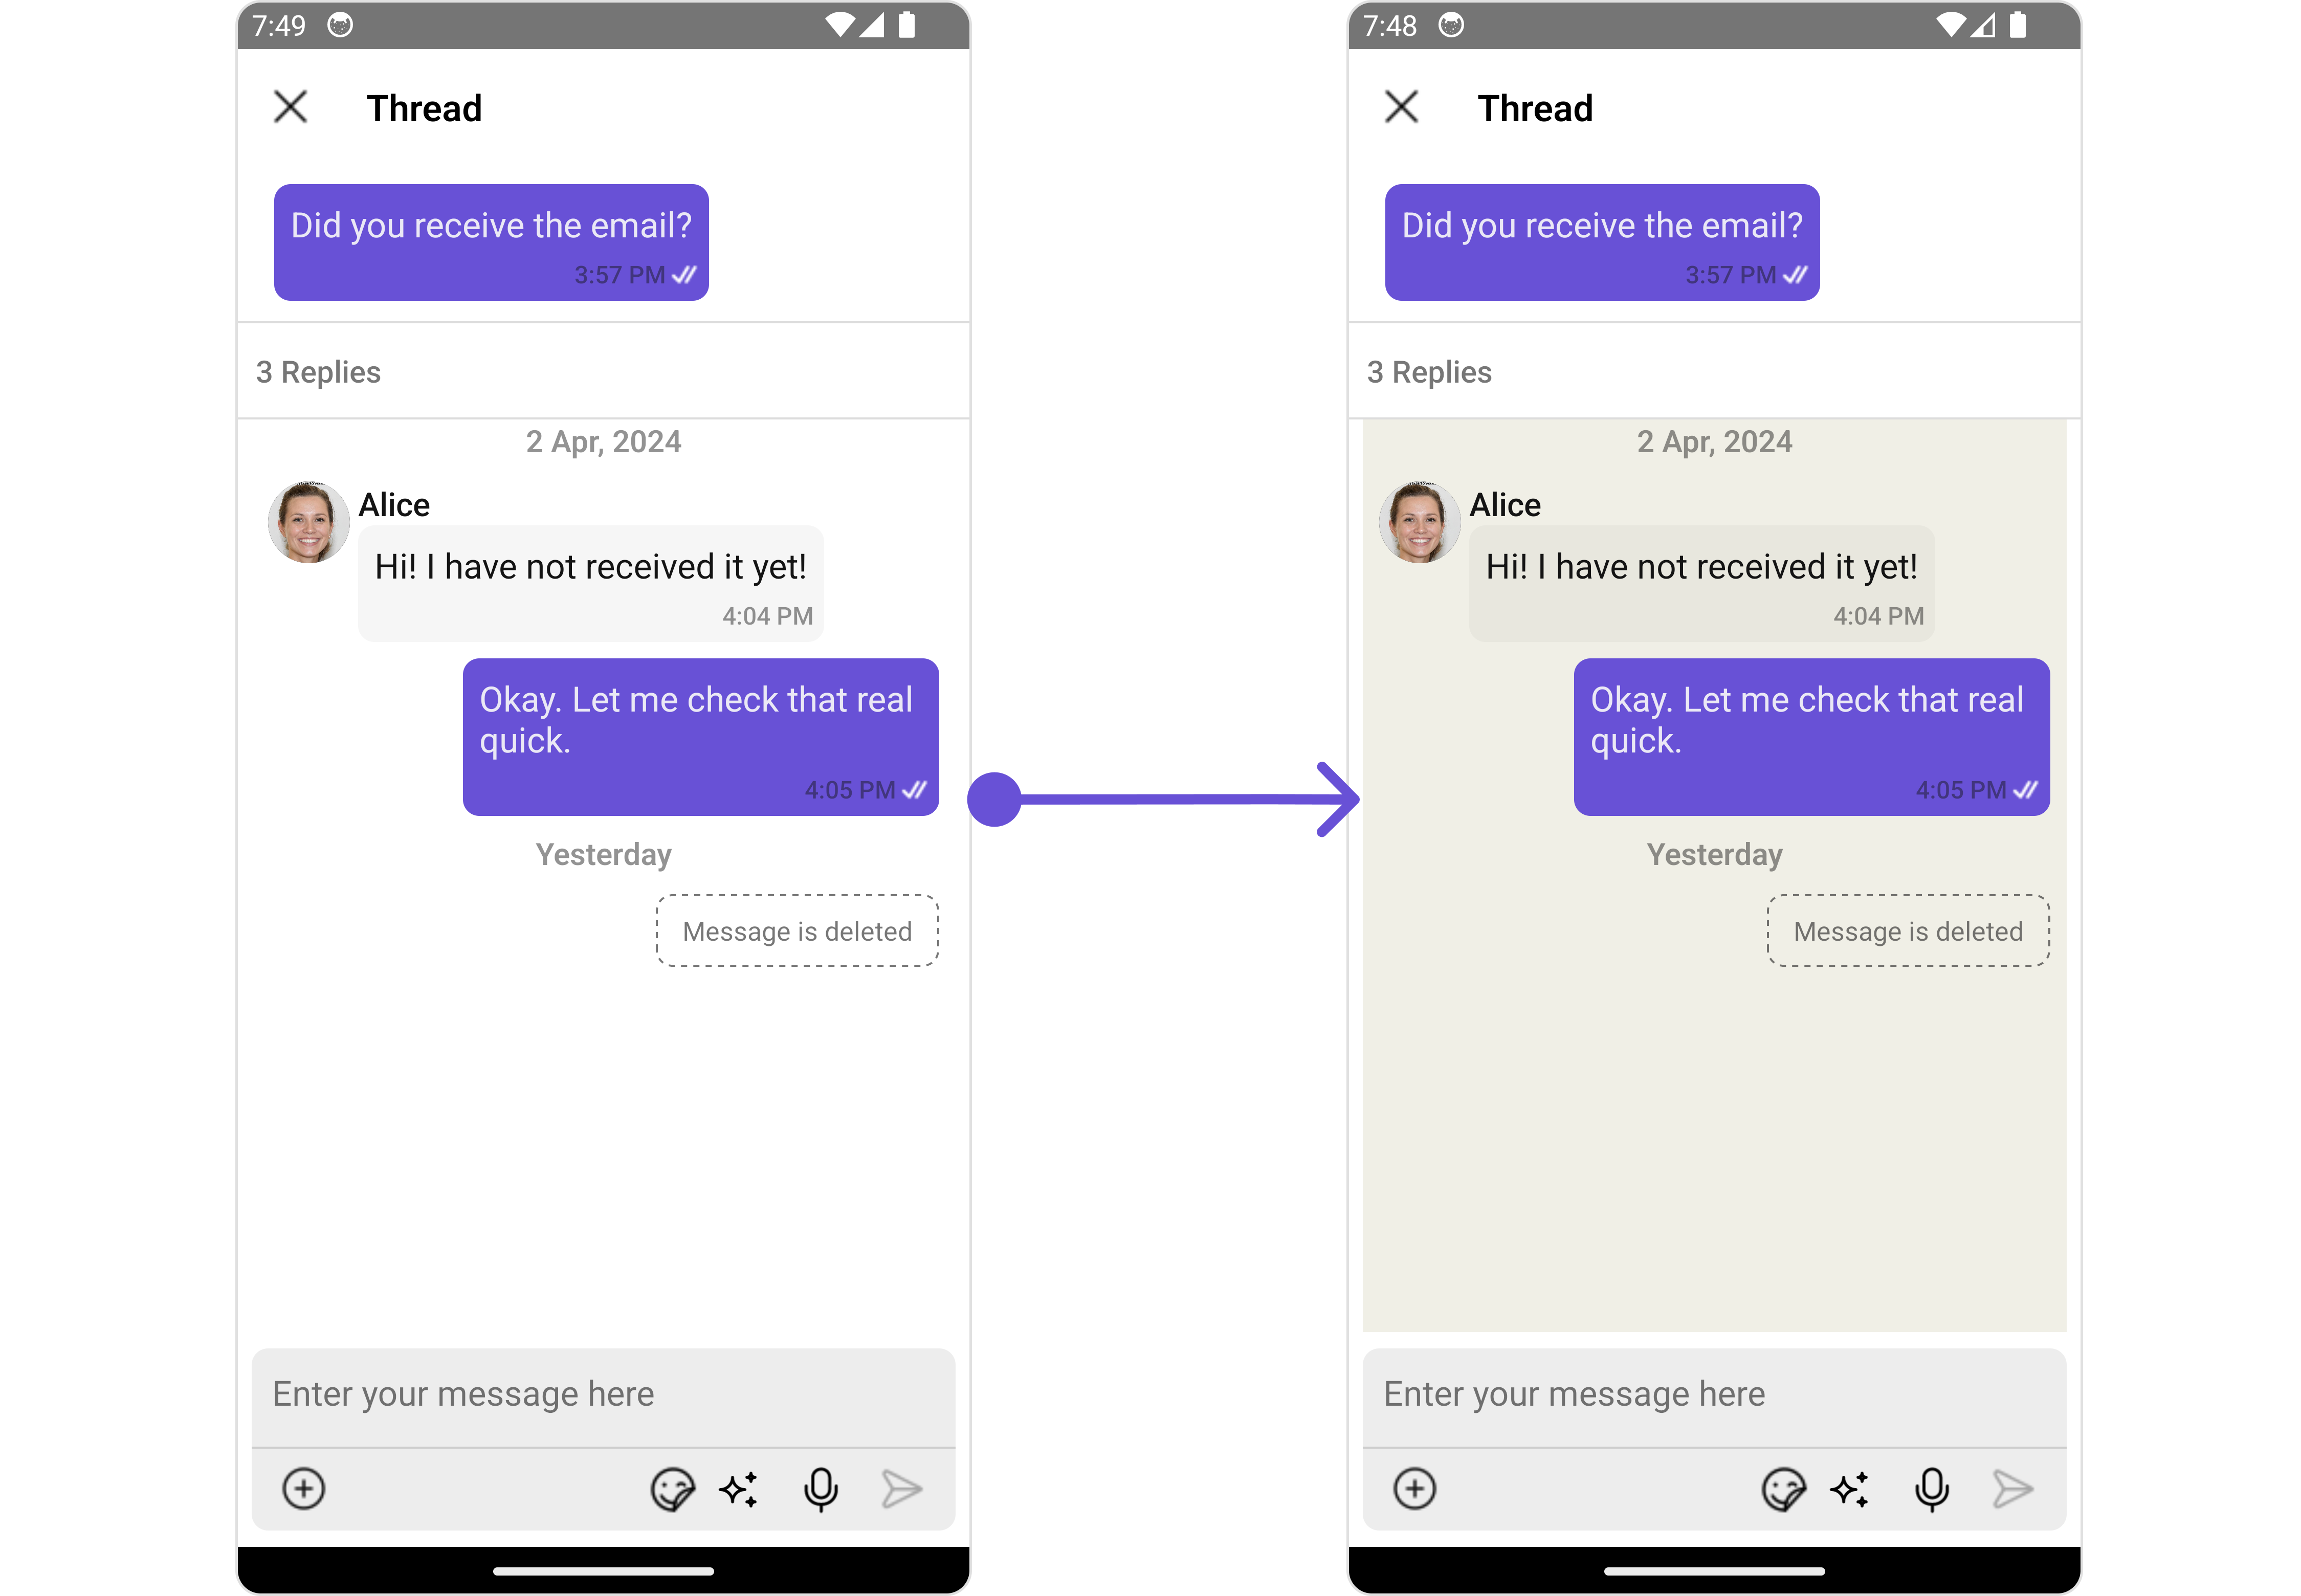 7:49
Thread
Did you receive the email?
3:57 PM
3 Replies
2 Apr, 2024
Alice
Hi! I have not received it yet!
4:04 PM
Okay. Let me check that real
quick.
4:05 PM
Yesterday
Message is deleted
Enter your message here
7:48
Thread
Did you receive the email?
3:57 PM
3 Replies
2 Apr, 2024
Alice
Hi! I have not received it yet!
4:04 PM
Okay. Let me check that real
quick.
4:05 PM
Yesterday
Message is deleted
Enter your message here